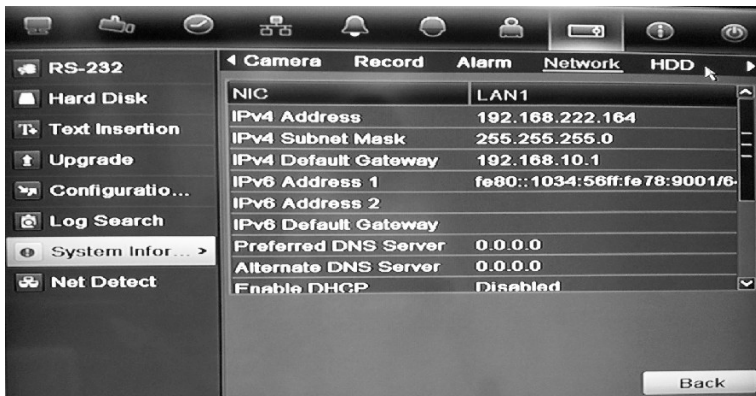 Camera Record Alarm Network HDD
RS-232
Hard Disk
Text Insertion
Upgrade
Configuratio...
Log Search
System Infor... >
Net Detect
NIC LAN1
IPv4 Address 192.168.222.164
IPv4 Subnet Mask 255.255.255.0
IPv4 Default Gateway 192.168.10.1
IPv6 Address 1 fe80::1034:56ff:fe78:9001/6
IPv6 Address 2
IPv6 Default Gateway
Preferred DNS Server 0.0.0.0
Alternate DNS Server 0.0.0.0
Enable DHCP Disabled
Back